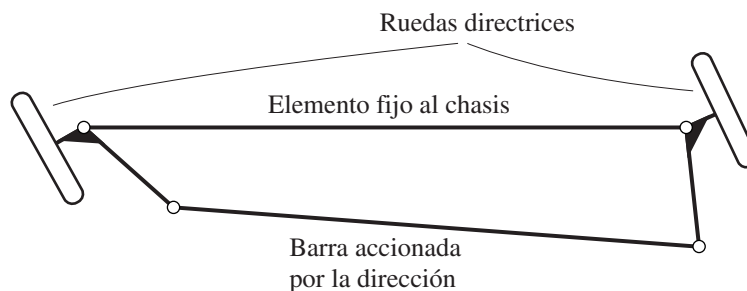 Ruedas directrices
Elemento fijo al chasis
Barra accionada
por la dirección